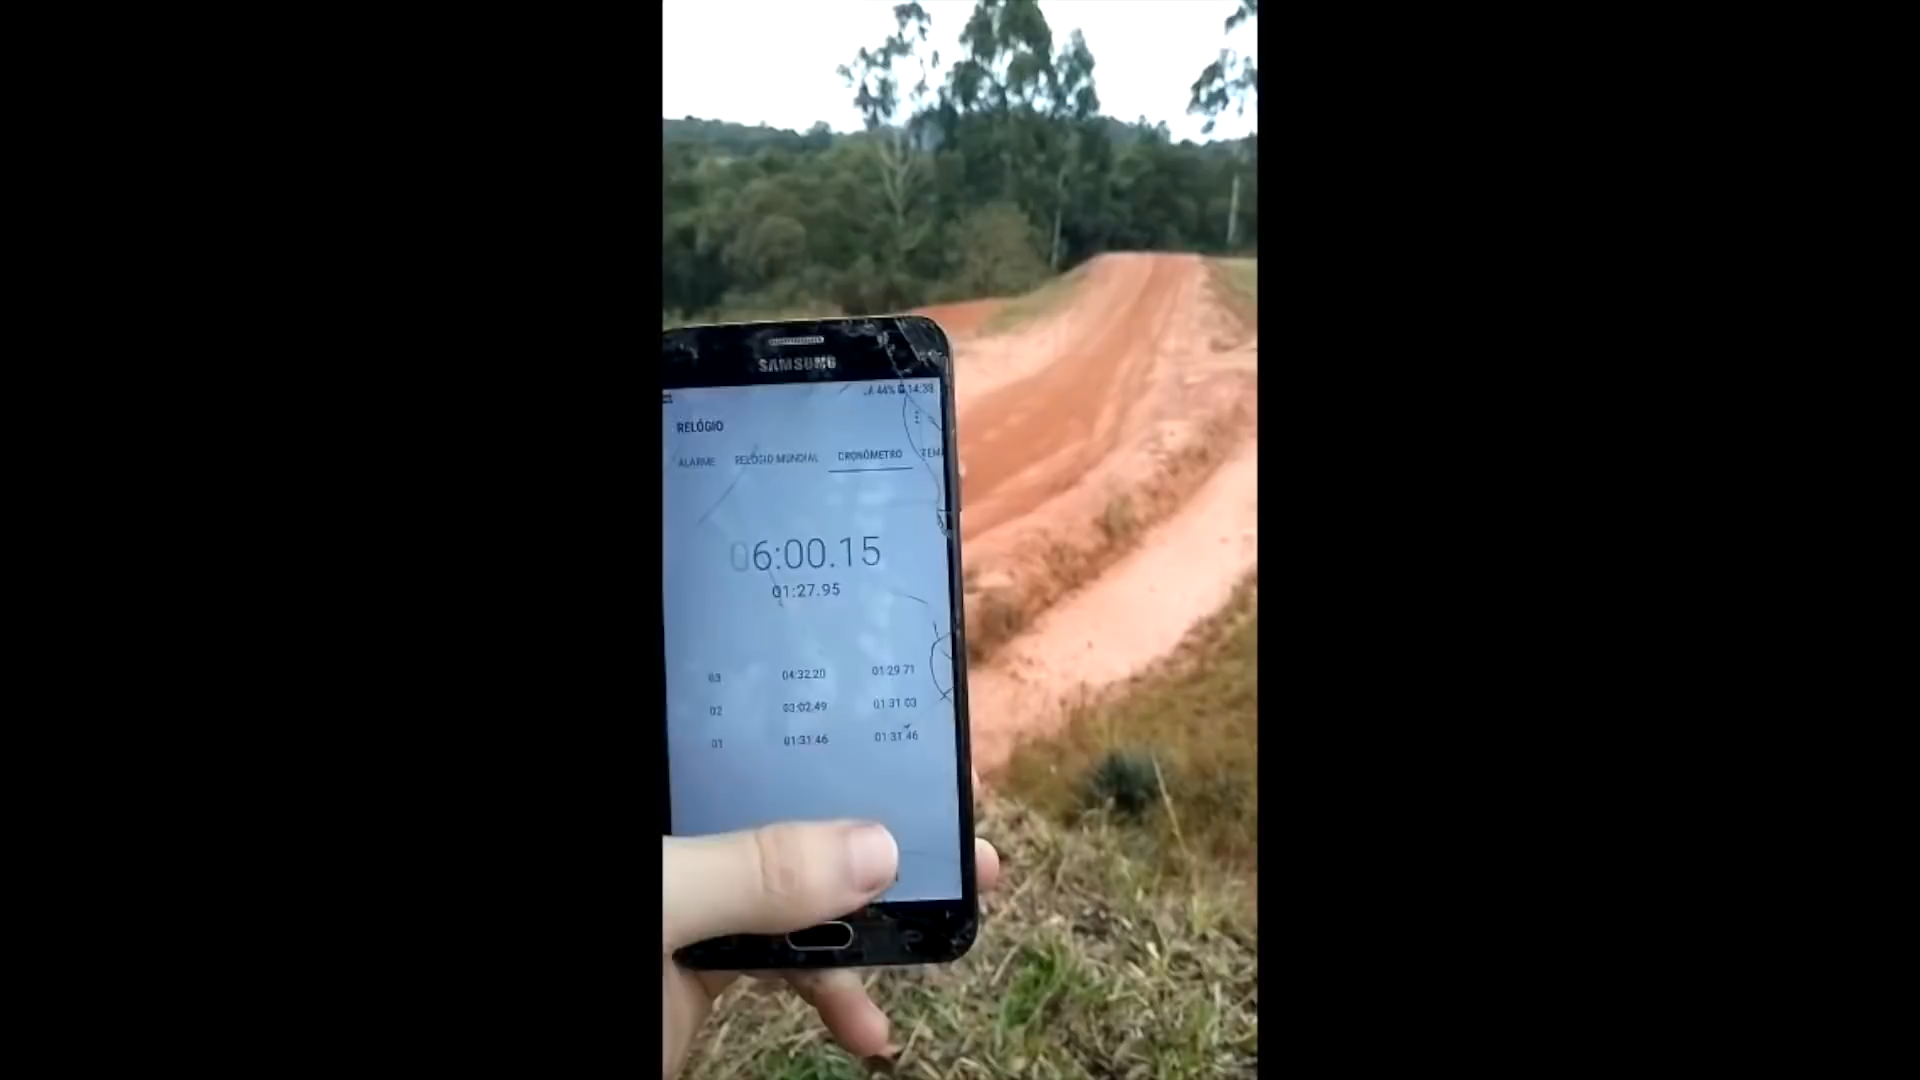 SAMSUNG
44% 14:39
RELÓGIO
ALARME RELÓGIO MUNDIAL CRONÔMETRO TEM
06:00.15
01:27.95
03 04:32.20 01:29.71
02 03:02.49 01:31.03
01 01:31.46 01:31.46